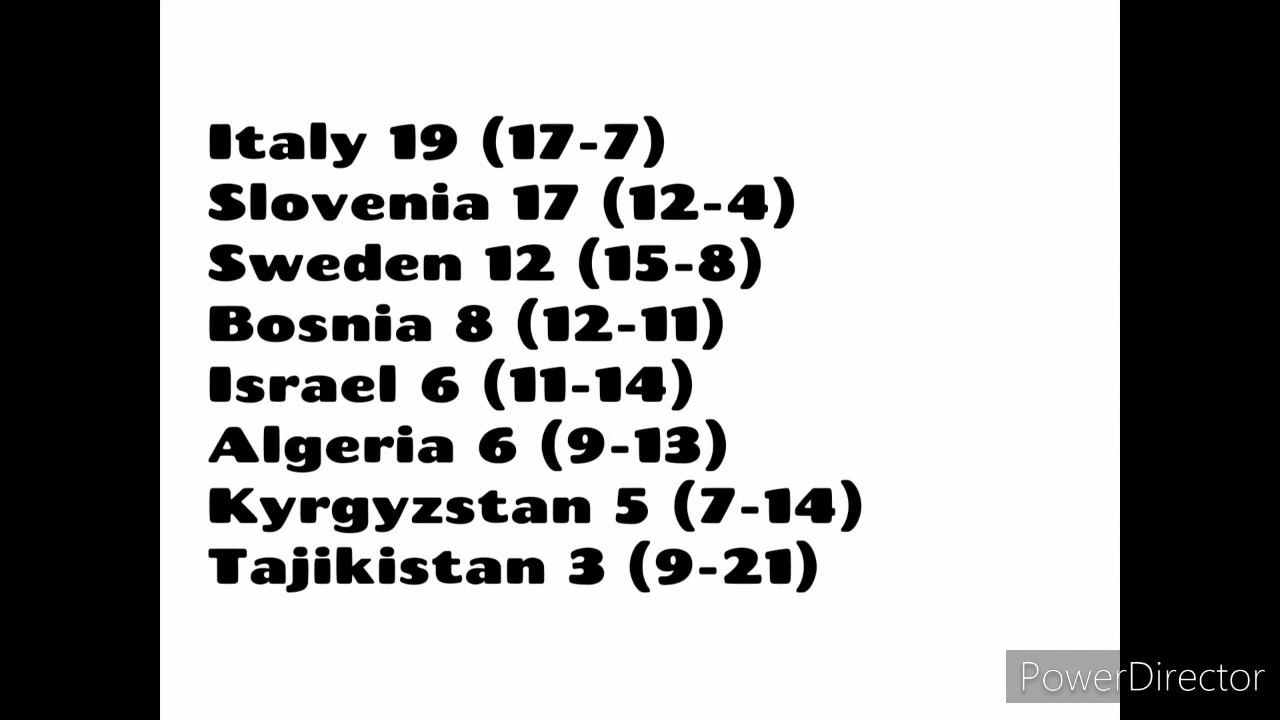 Italy 19 (17-7)
Slovenia 17 (12-4)
Sweden 12 (15-8)
Bosnia 8 (12-11)
Israel 6 (11-14)
Algeria 6 (9-13)
Kyrgyzstan 5 (7-14)
Tajikistan 3 (9-21)
PowerDirector